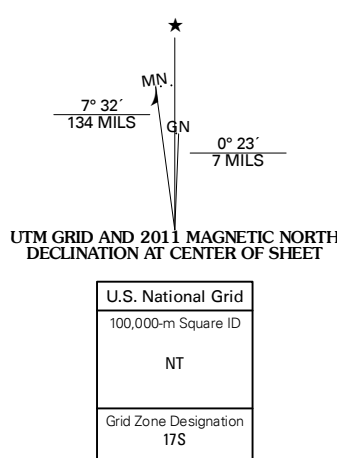 ★
M.N.
GN
7° 32´
134 MILS
0° 23´
7 MILS
UTM GRID AND 2011 MAGNETIC NORTH
DECLINATION AT CENTER OF SHEET
U.S. National Grid
100,000-m Square ID
NT
Grid Zone Designation
17S